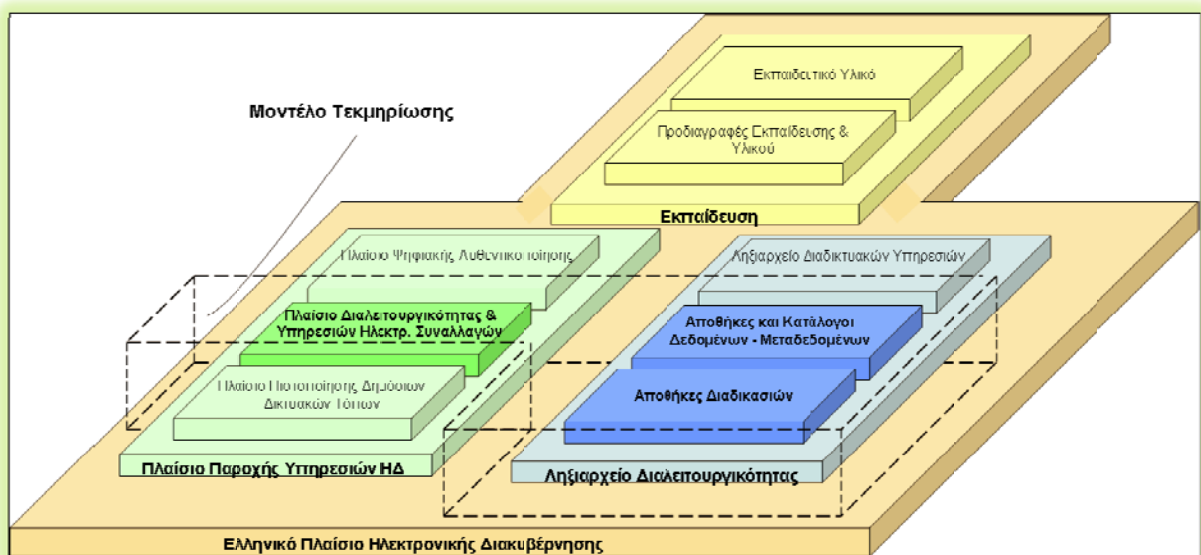 Εκπαιδευτικό Υλικό
Μοντέλο Τεκμηρίωσης
Προδιαγραφές Εκπαίδευσης &
Υλικού
Εκπαίδευση
Πλαίσιο Ψηφιακής Αυθεντικοποίησης
Ληξιαρχείο Διαδικτυακών Υπηρεσιών
Πλαίσιο Διαλειτουργικότητας &
Υπηρεσιών Ηλεκτρ. Συναλλαγών
Αποθήκες και Κατάλογοι
Δεδομένων - Μεταδεδομένων
Πλαίσιο Πιστοποίησης Δημόσιων
Δικτυακών Τόπων
Αποθήκες Διαδικασιών
Πλαίσιο Παροχής Υπηρεσιών ΗΔ
Ληξιαρχείο Διαλειτουργικότητας
Ελληνικό Πλαίσιο Ηλεκτρονικής Διακυβέρνησης